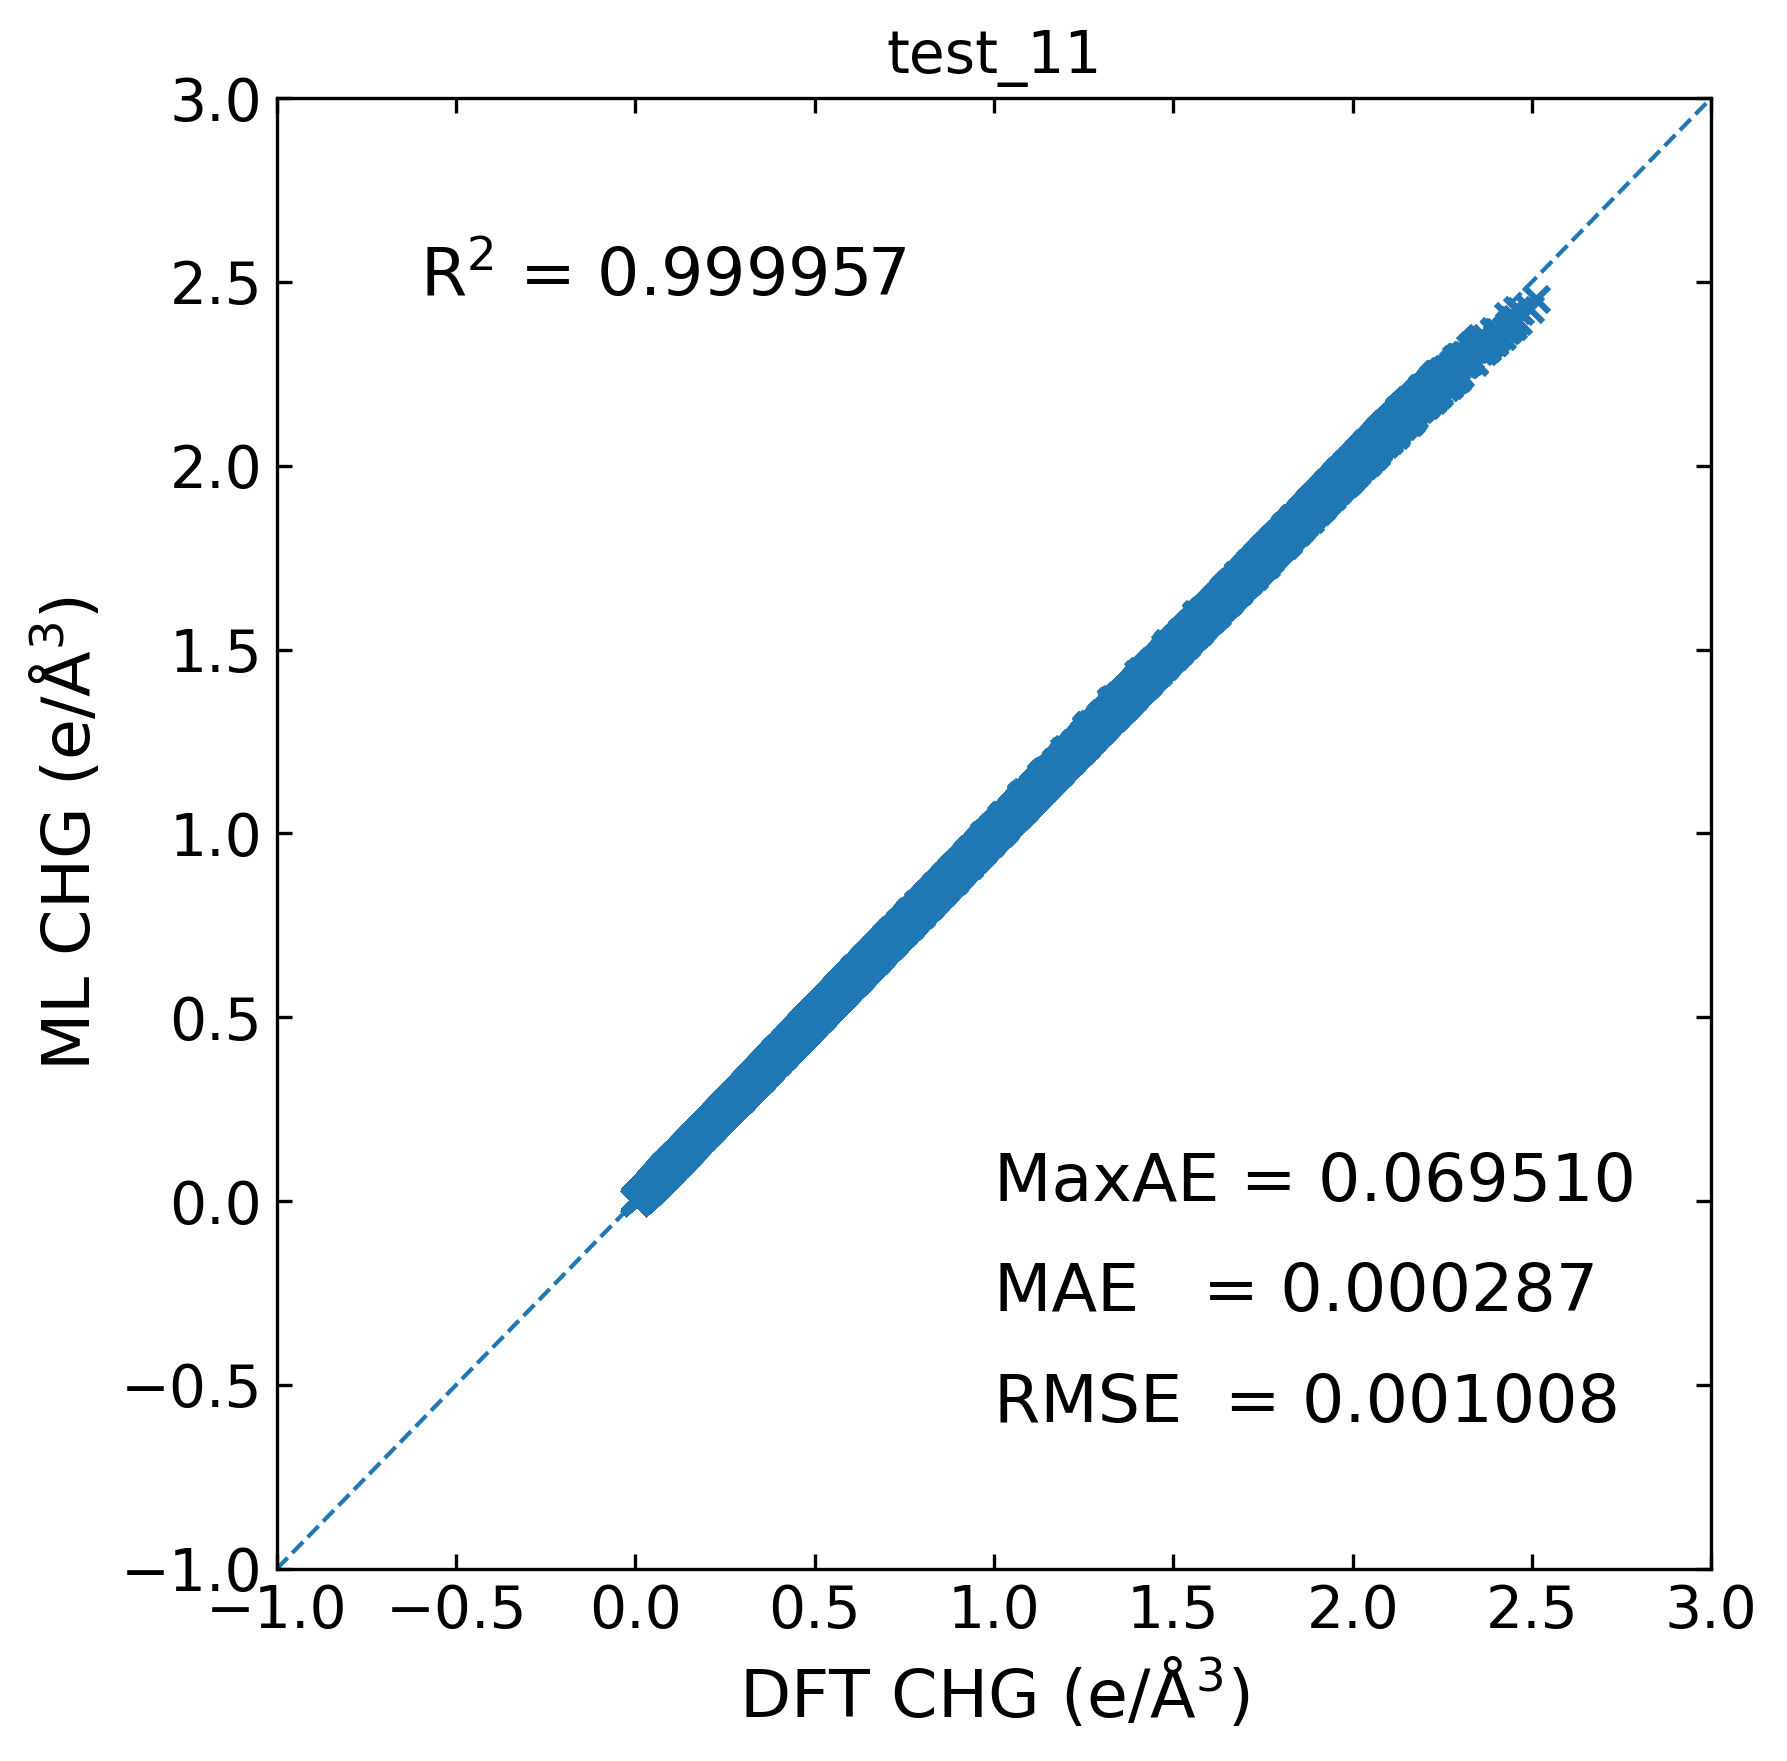 test_11
3.0
2.5
2.0
1.5
1.0
0.5
0.0
−0.5
−1.0
ML CHG (e/Å³)
R² = 0.999957
MaxAE = 0.069510
MAE = 0.000287
RMSE = 0.001008
−1.0 −0.5 0.0 0.5 1.0 1.5 2.0 2.5 3.0
DFT CHG (e/Å³)